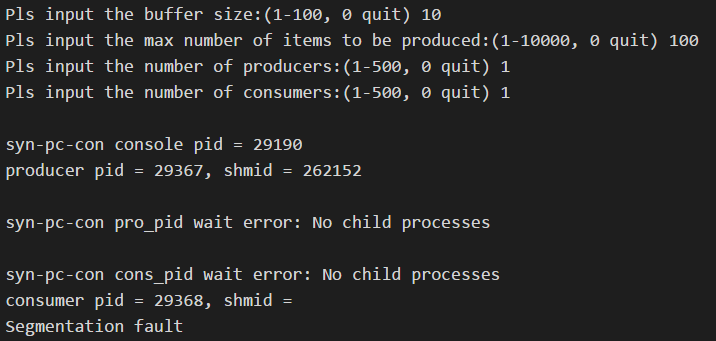 Pls input the buffer size:(1-100, 0 quit) 10
Pls input the max number of items to be produced:(1-10000, 0 quit) 100
Pls input the number of producers:(1-500, 0 quit) 1
Pls input the number of consumers:(1-500, 0 quit) 1
syn-pc-con console pid = 29190
producer pid = 29367, shmid = 262152
syn-pc-con pro_pid wait error: No child processes
syn-pc-con cons_pid wait error: No child processes
consumer pid = 29368, shmid =
Segmentation fault